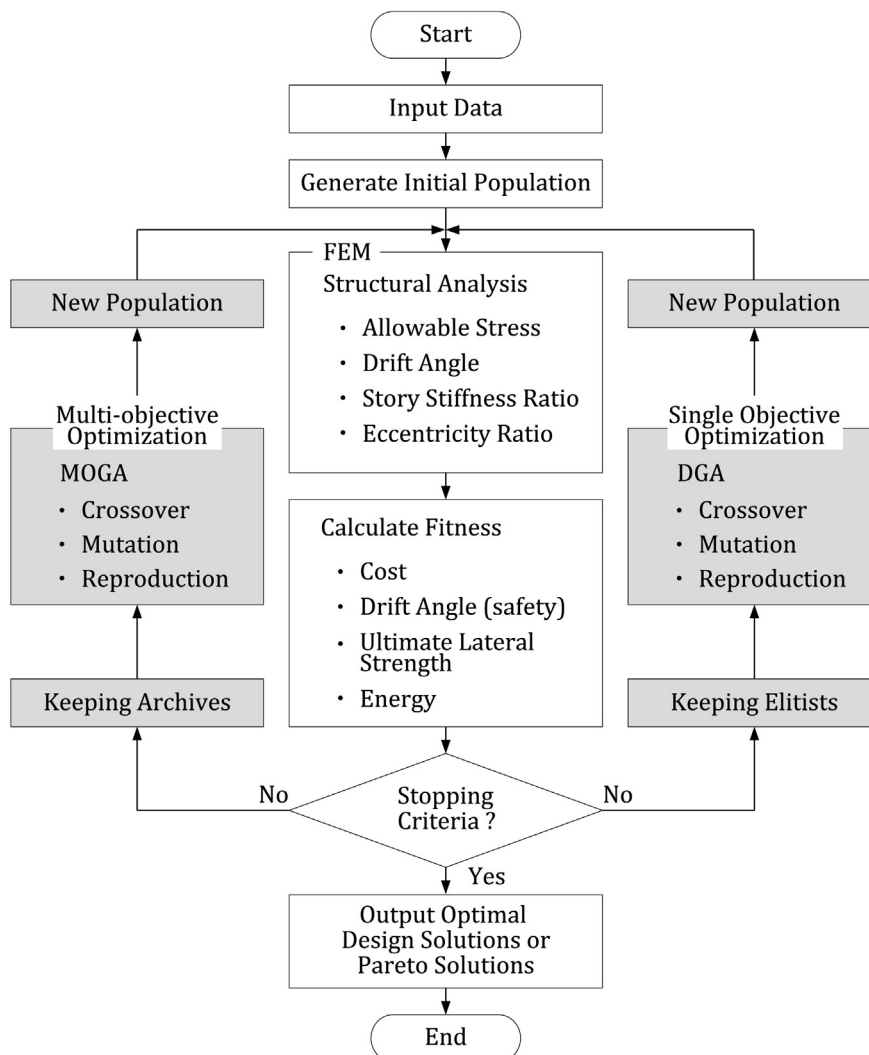 Start
Input Data
Generate Initial Population
FEM
Structural Analysis
・ Allowable Stress
・ Drift Angle
・ Story Stiffness Ratio
・ Eccentricity Ratio
Calculate Fitness
・ Cost
・ Drift Angle (safety)
・ Ultimate Lateral
Strength
・ Energy
New Population
Multi-objective
Optimization
MOGA
・ Crossover
・ Mutation
・ Reproduction
Keeping Archives
New Population
Single Objective
Optimization
DGA
・ Crossover
・ Mutation
・ Reproduction
Keeping Elitists
No
Stopping
Criteria ?
No
Yes
Output Optimal
Design Solutions or
Pareto Solutions
End